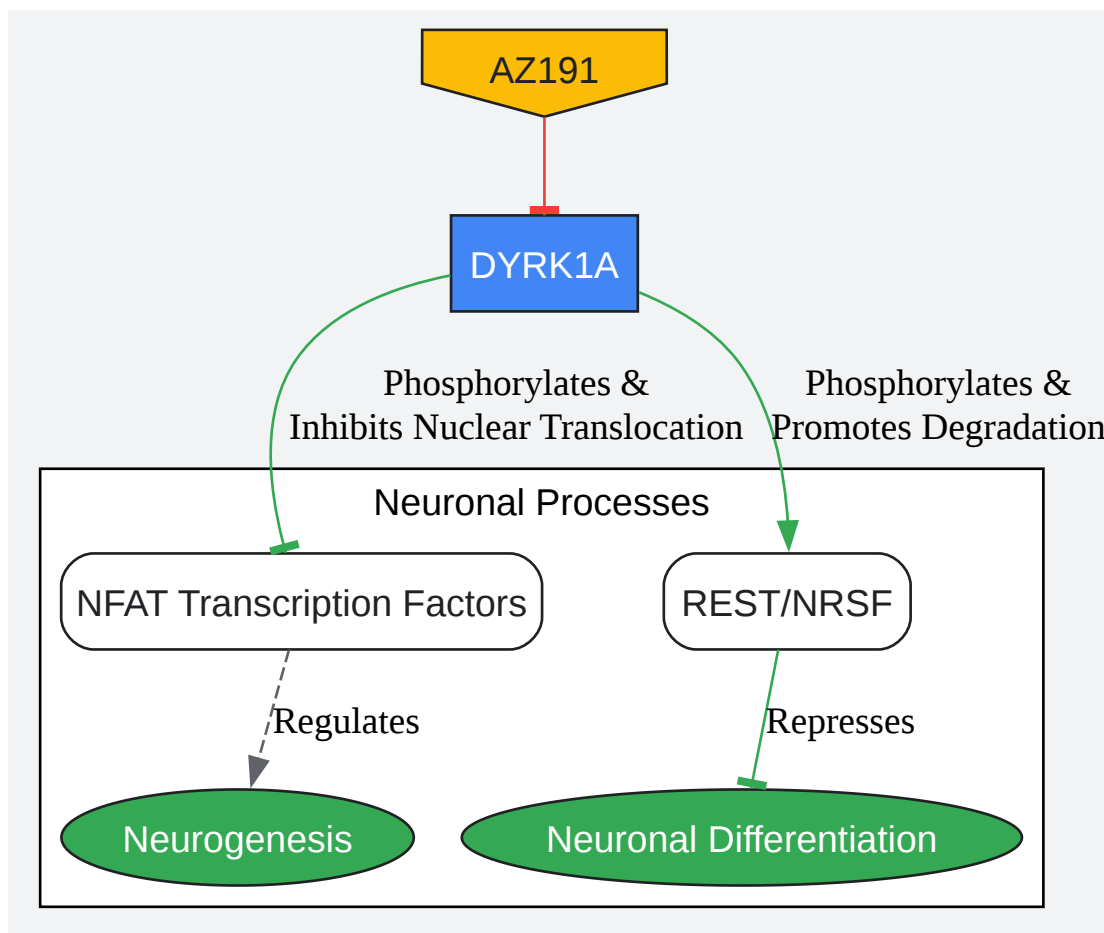 AZ191
DYRK1A
Phosphorylates &
Inhibits Nuclear Translocation
Phosphorylates &
Promotes Degradation
Neuronal Processes
NFAT Transcription Factors
REST/NRSF
Regulates
Represses
Neurogenesis
Neuronal Differentiation